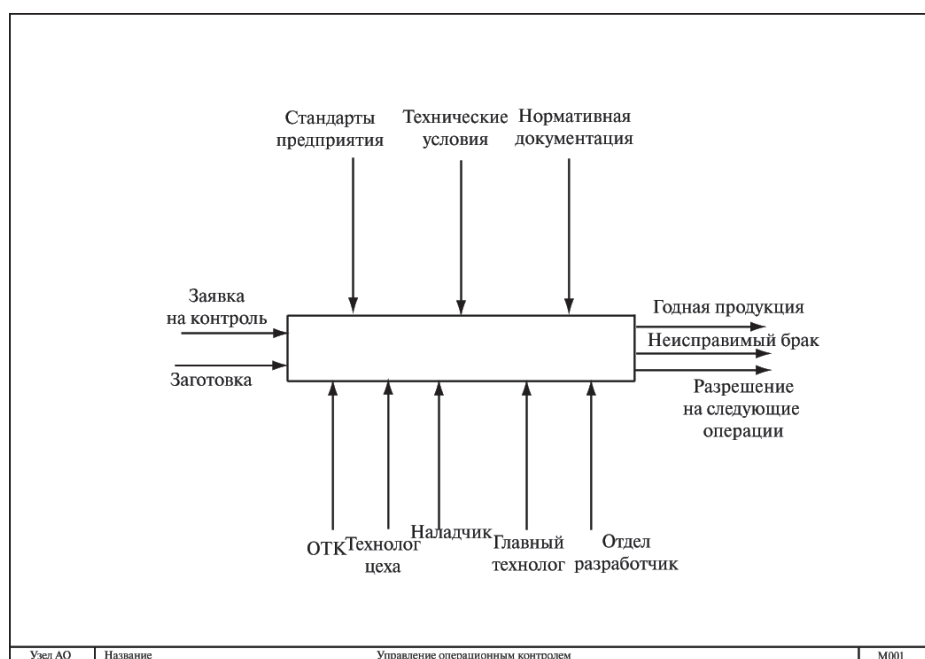 Стандарты
предприятия
Технические
условия
Нормативная
документация
Заявка
на контроль
Заготовка
Годная продукция
Неисправимый брак
Разрешение
на следующие
операции
ОТК
Технолог
цеха
Наладчик
Главный
технолог
Отдел
разработчик
Узел АО
Название
Управление операционным контролем
М001